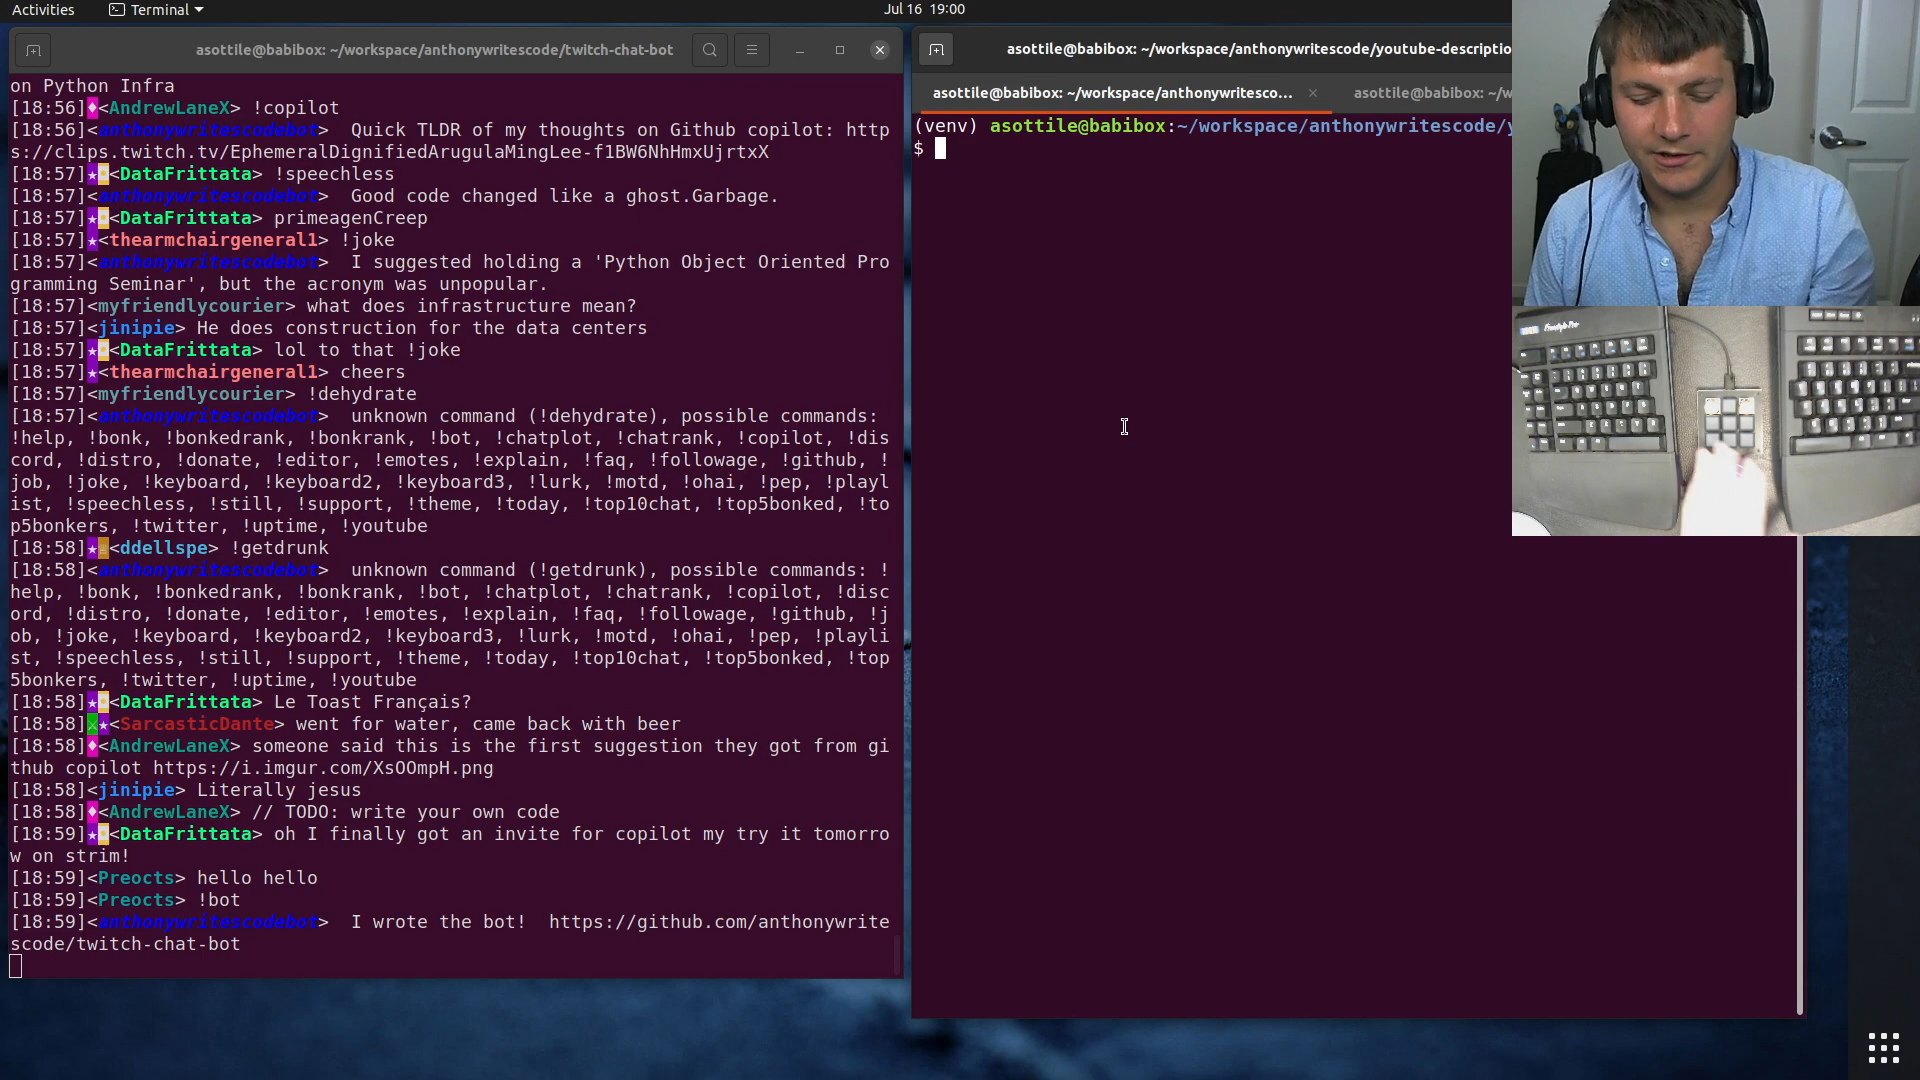 Activities
Terminal
Jul 16 19:00
asottile@babibox: ~/workspace/anthonywritescode/twitch-chat-bot
on Python Infra
[18:56]<AndrewLaneX> !copilot
[18:56]<anthonywritescodebot> Quick TLDR of my thoughts on Github copilot: http
s://clips.twitch.tv/EphemeralDignifiedArugulaMingLee-f1BW6NhHmxUjrtxX
[18:57]★<DataFrittata> !speechless
[18:57]<anthonywritescodebot> Good code changed like a ghost.Garbage.
[18:57]★<DataFrittata> primeagenCreep
[18:57]★<thearmchairgeneral1> !joke
[18:57]<anthonywritescodebot> I suggested holding a 'Python Object Oriented Pro
gramming Seminar', but the acronym was unpopular.
[18:57]<myfriendlycourier> what does infrastructure mean?
[18:57]<jinipie> He does construction for the data centers
[18:57]★<DataFrittata> lol to that !joke
[18:57]★<thearmchairgeneral1> cheers
[18:57]<myfriendlycourier> !dehydrate
[18:57]<anthonywritescodebot> unknown command (!dehydrate), possible commands:
!help, !bonk, !bonkedrank, !bonkrank, !bot, !chatplot, !chatrank, !copilot, !dis
cord, !distro, !donate, !editor, !emotes, !explain, !faq, !followage, !github, !
job, !joke, !keyboard, !keyboard2, !keyboard3, !lurk, !motd, !ohai, !pep, !playl
ist, !speechless, !still, !support, !theme, !today, !top10chat, !top5bonked, !to
p5bonkers, !twitter, !uptime, !youtube
[18:58]★<ddellspe> !getdrunk
[18:58]<anthonywritescodebot> unknown command (!getdrunk), possible commands: !
help, !bonk, !bonkedrank, !bonkrank, !bot, !chatplot, !chatrank, !copilot, !disc
ord, !distro, !donate, !editor, !emotes, !explain, !faq, !followage, !github, !j
ob, !joke, !keyboard, !keyboard2, !keyboard3, !lurk, !motd, !ohai, !pep, !playli
st, !speechless, !still, !support, !theme, !today, !top10chat, !top5bonked, !top
5bonkers, !twitter, !uptime, !youtube
[18:58]★<DataFrittata> Le Toast Français?
[18:58]⚔★<SarcasticDante> went for water, came back with beer
[18:58]<AndrewLaneX> someone said this is the first suggestion they got from gi
thub copilot https://i.imgur.com/XsOOmpH.png
[18:58]<jinipie> Literally jesus
[18:58]<AndrewLaneX> // TODO: write your own code
[18:59]★<DataFrittata> oh I finally got an invite for copilot my try it tomorro
w on strim!
[18:59]<Preocts> hello hello
[18:59]<Preocts> !bot
[18:59]<anthonywritescodebot> I wrote the bot! https://github.com/anthonywrite
scode/twitch-chat-bot
asottile@babibox: ~/workspace/anthonywritescode/youtube-descriptio
asottile@babibox: ~/workspace/anthonywritesco...
asottile@babibox: ~/w
(venv) asottile@babibox:~/workspace/anthonywritescode/y
$
Freestyle Pro